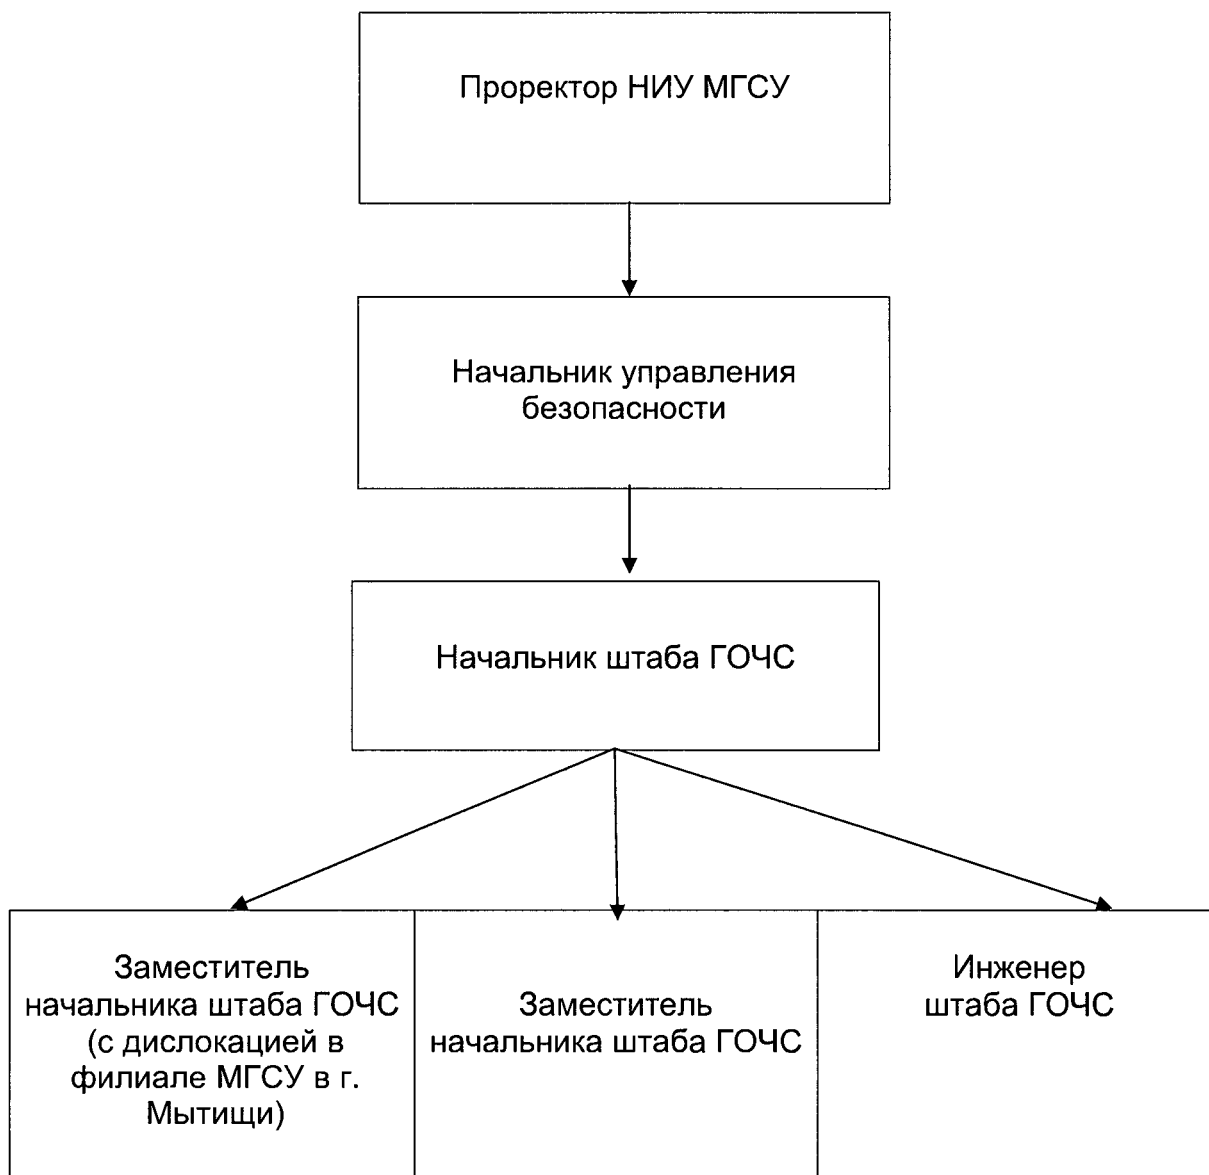 Проректор НИУ МГСУ
Начальник управления
безопасности
Начальник штаба ГОЧС
Заместитель
начальника штаба ГОЧС
(с дислокацией в
филиале МГСУ в г.
Мытищи)
Заместитель
начальника штаба ГОЧС
Инженер
штаба ГОЧС